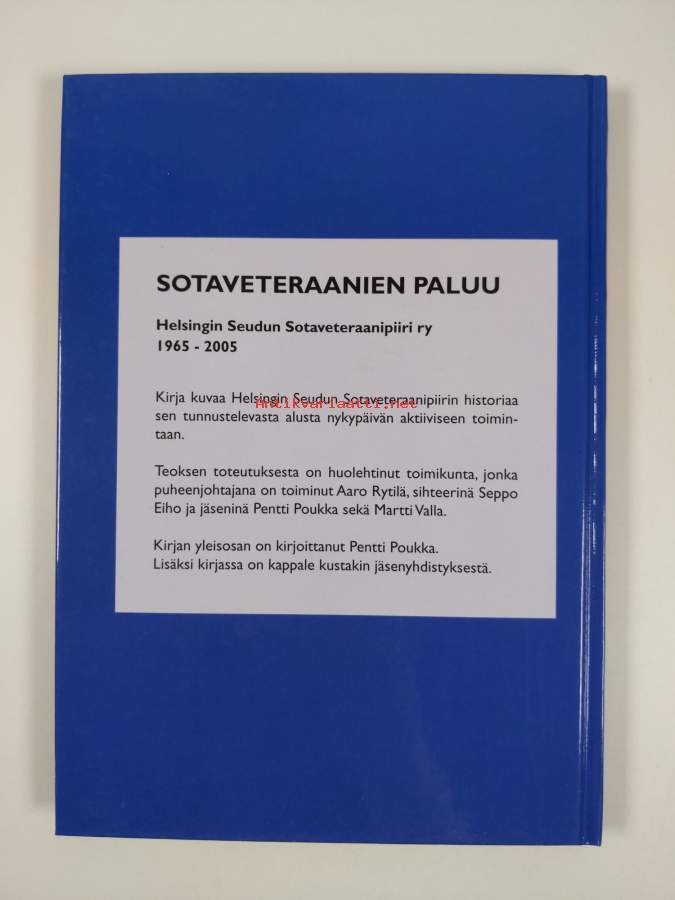 SOTAVETERAANIEN PALUU
Helsingin Seudun Sotaveteraanipiiri ry
1965 - 2005
Kirja kuvaa Helsingin Seudun Sotaveteraanipiirin historiaa
Antikvariaatti.net
sen tunnustelevasta alusta nykypäivän aktiiviseen toimin-
taan.
Teoksen toteutuksesta on huolehtinut toimikunta, jonka
puheenjohtajana on toiminut Aaro Rytilä, sihteerinä Seppo
Eiho ja jäseninä Pentti Poukka sekä Martti Valla.
Kirjan yleisosan on kirjoittanut Pentti Poukka.
Lisäksi kirjassa on kappale kustakin jäsenyhdistyksestä.